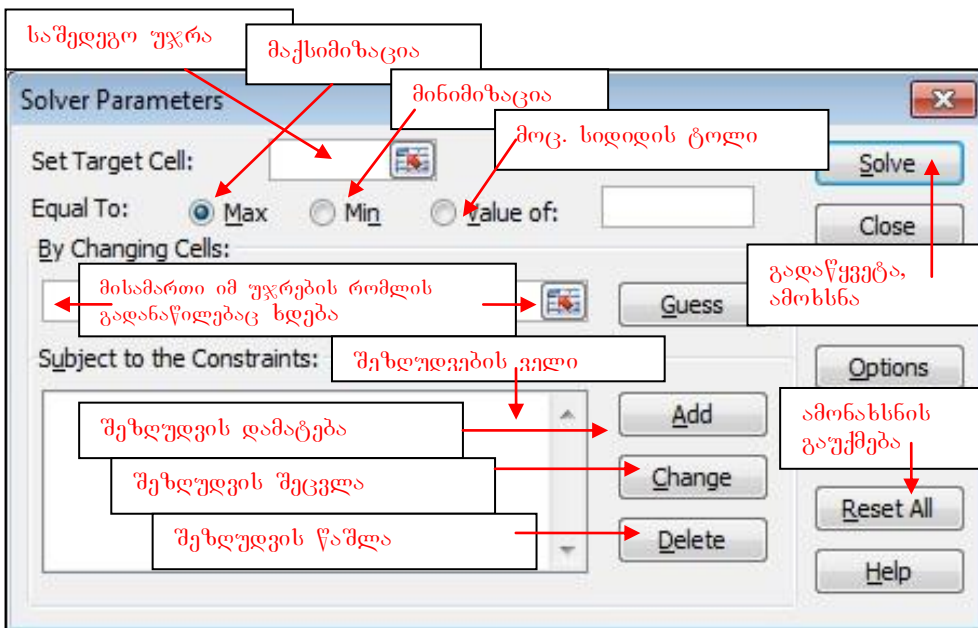 საშედეგო უჯრა
მაქსიმიზაცია
მინიმიზაცია
Solver Parameters
მოც. სიდიდის ტოლი
Set Target Cell:
Solve
Equal To:
Max
Min
Value of:
Close
By Changing Cells:
მისამართი იმ უჯრების რომლის
გადანაწილებაც ხდება
Guess
გადაწყვეტა,
ამოხსნა
Subject to the Constraints:
შეზღუდვების ველი
Options
შეზღუდვის დამატება
Add
ამონახსნის
გაუქმება
შეზღუდვის შეცვლა
Change
Reset All
შეზღუდვის წაშლა
Delete
Help